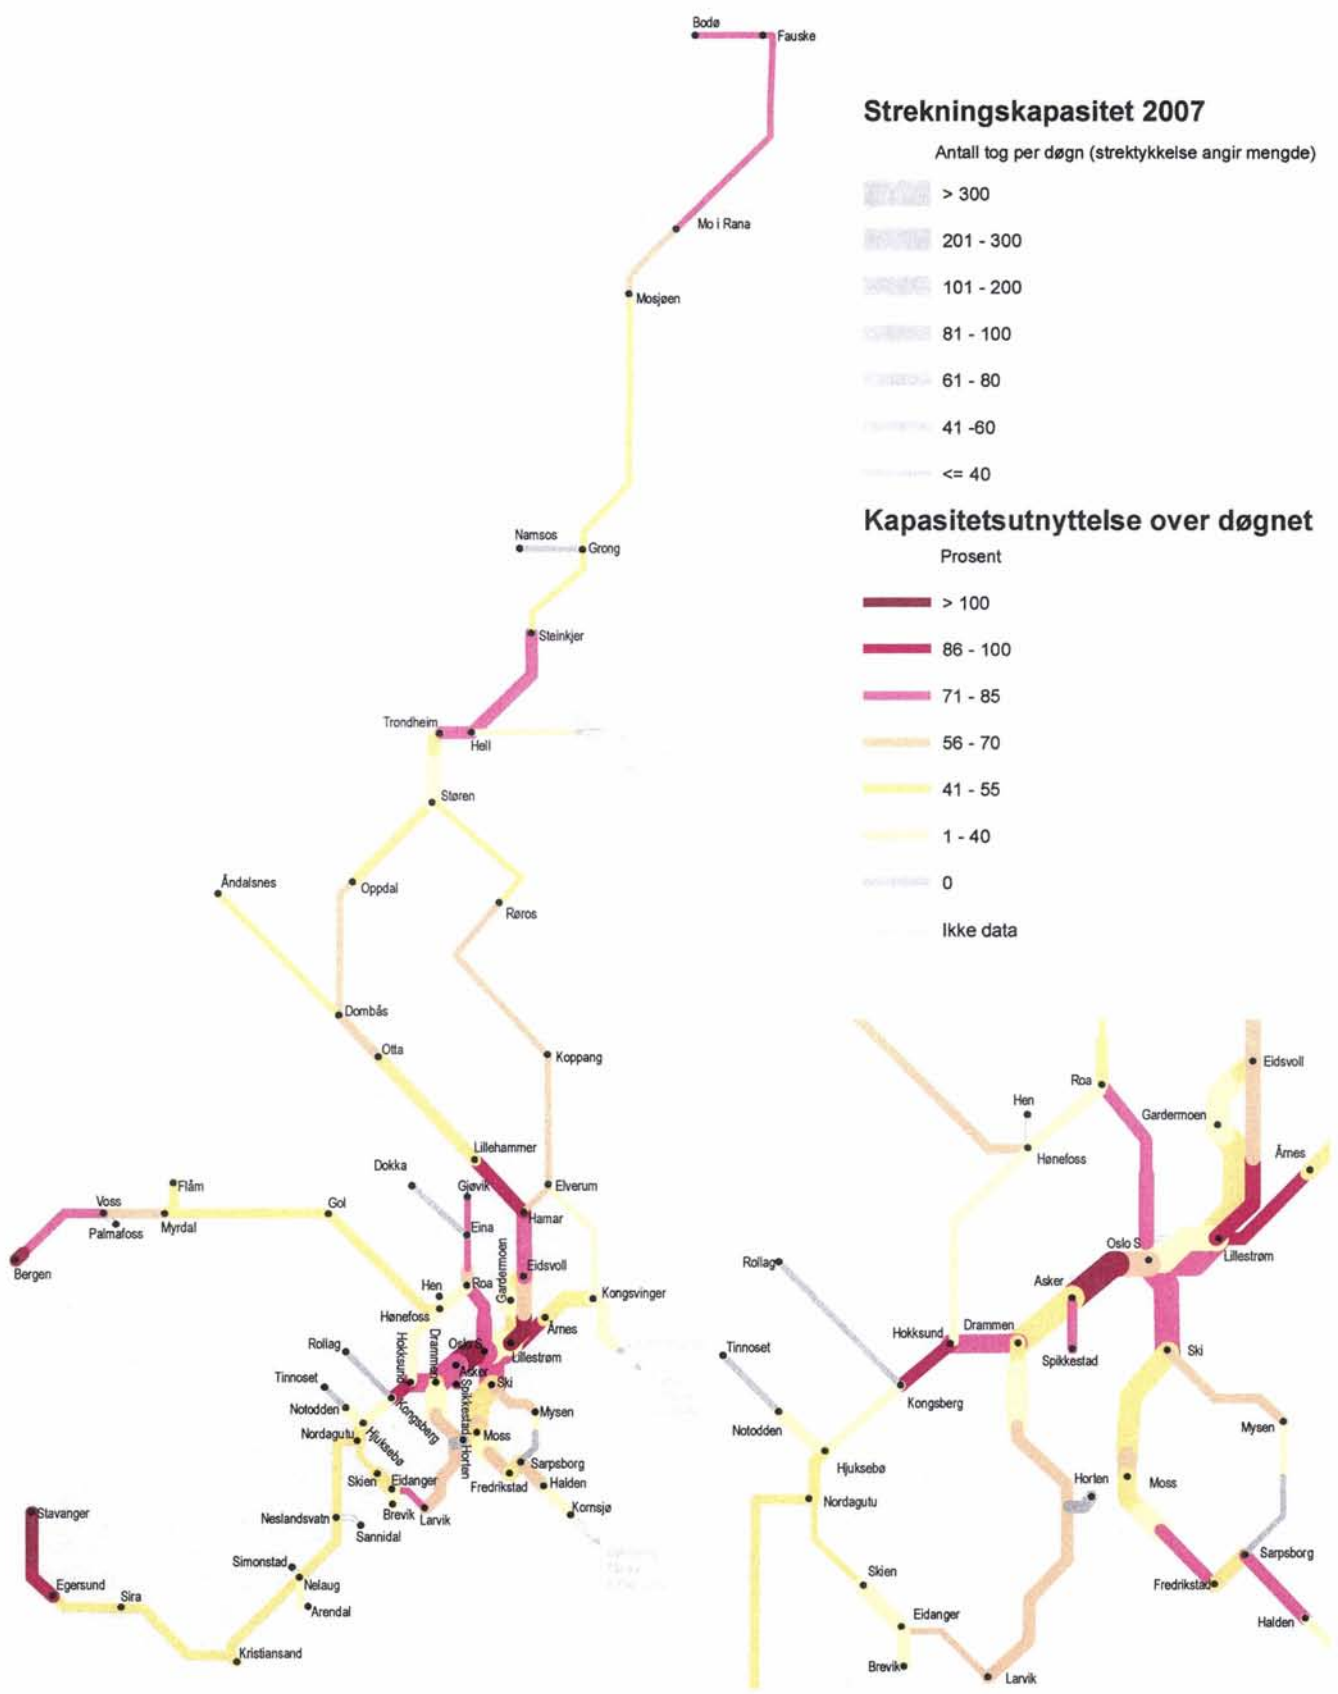 Bodø
Fauske
Strekningskapasitet 2007
Antall tog per døgn (strektykkelse angir mengde)
> 300
201 - 300
101 - 200
81 - 100
61 - 80
41 -60
<= 40
Mo i Rana
Mosjøen
Kapasitetsutnyttelse over døgnet
Prosent
> 100
86 - 100
71 - 85
56 - 70
41 - 55
1 - 40
0
Ikke data
Namsos
Grong
Steinkjer
Trondheim
Hell
Støren
Åndalsnes
Oppdal
Røros
Dombås
Otta
Koppang
Lillehammer
Dokka
Gjøvik
Elverum
Flåm
Voss
Palmafoss
Myrdal
Gol
Eina
Hamar
Bergen
Gardermoen
Eidsvoll
Hen
Roa
Kongsvinger
Hønefoss
Årnes
Rollag
Hokksund
Drammen
Oslo S
Lillestrøm
Asker
Tinnoset
Spikkestad
Ski
Notodden
Kongsberg
Mysen
Nordagutu
Hjuksebø
Horten
Moss
Skien
Eidanger
Sarpsborg
Fredrikstad
Halden
Stavanger
Neslandsvatn
Brevik
Larvik
Kornsjø
Sannidal
Simonstad
Egersund
Sira
Nelaug
Arendal
Kristiansand
Eidsvoll
Roa
Hen
Gardermoen
Hønefoss
Årnes
Oslo S
Rollag
Asker
Lillestrøm
Hokksund
Drammen
Tinnoset
Spikkestad
Ski
Kongsberg
Notodden
Mysen
Hjuksebø
Horten
Moss
Nordagutu
Skien
Sarpsborg
Fredrikstad
Eidanger
Halden
Brevik
Larvik